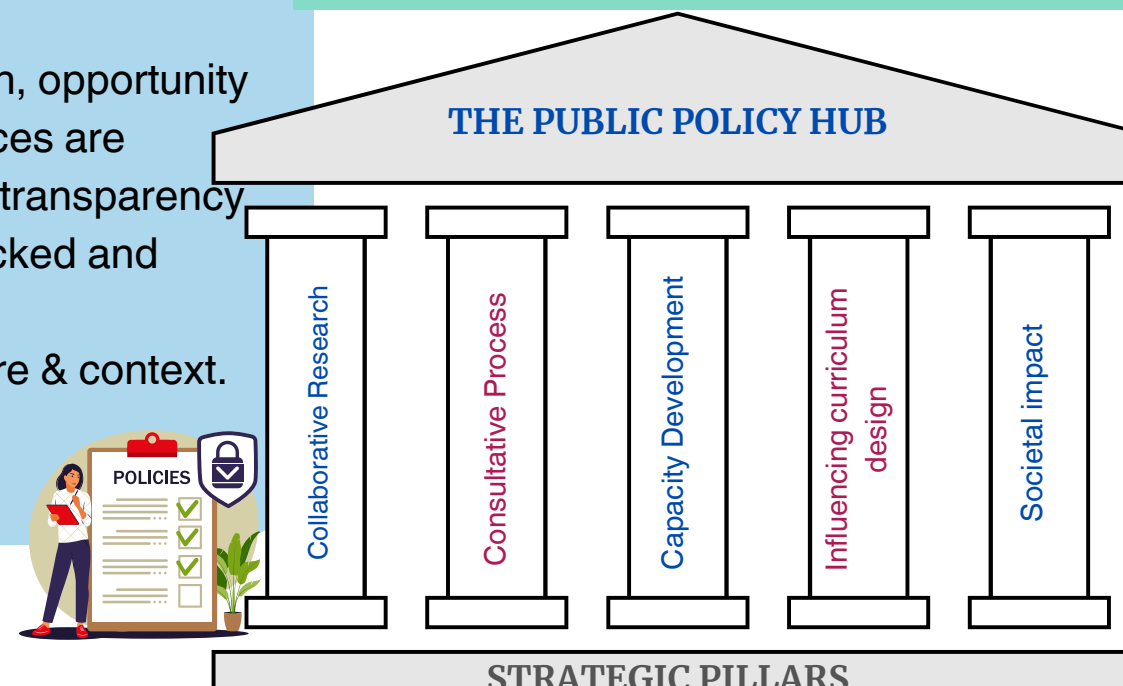 n, opportunity
ces are
transparency
cked and
re & context.
POLICIES
THE PUBLIC POLICY HUB
Collaborative Research
Consultative Process
Capacity Development
Influencing curriculum
design
Societal impact
STRATEGIC PILLARS